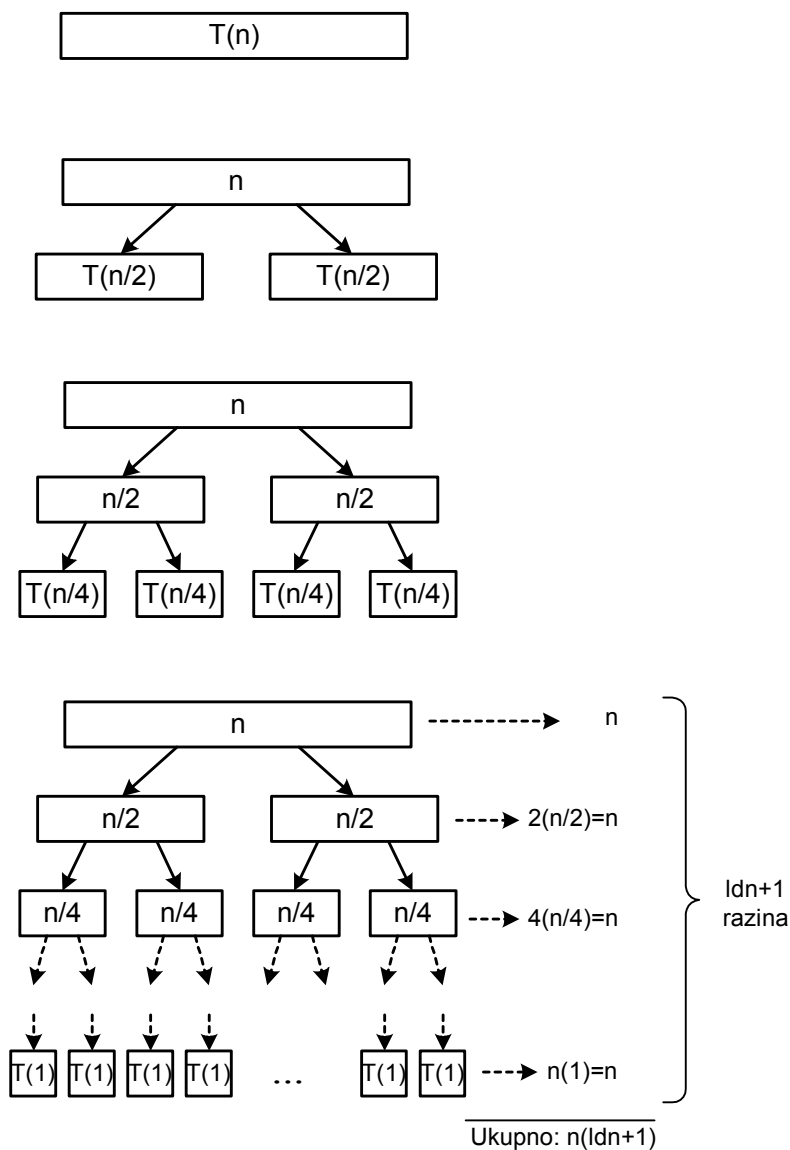 T(n)
n
T(n/2) T(n/2)
n
n/2 n/2
T(n/4) T(n/4) T(n/4) T(n/4)
n n
n/2 n/2 2(n/2)=n
n/4 n/4 n/4 n/4 4(n/4)=n
ldn+1
razina
T(1) T(1) T(1) T(1) ... T(1) T(1) n(1)=n
Ukupno: n(ldn+1)